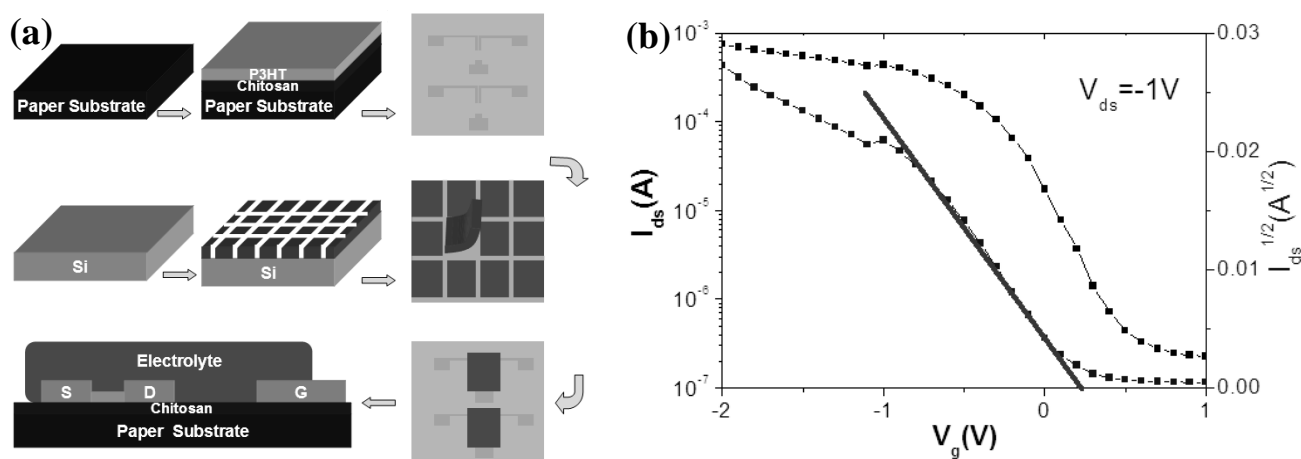 (a)
P3HT
Chitosan
Paper Substrate
Paper Substrate
Si
Si
Electrolyte
S
D
G
Chitosan
Paper Substrate
(b)
10⁻³
10⁻⁴
10⁻⁵
10⁻⁶
10⁻⁷
I_ds(A)
V_ds=-1V
0.03
0.02
0.01
0.00
I_ds^1/2(A^1/2)
-2
-1
0
1
V_g(V)